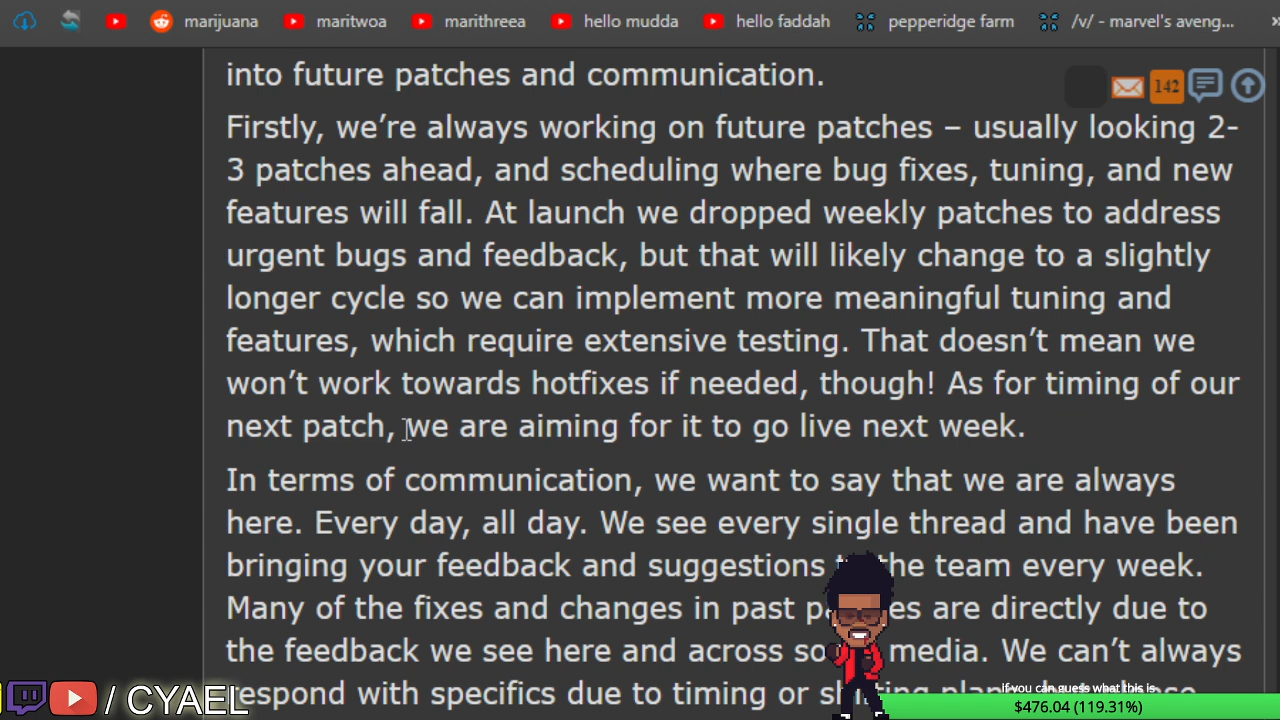 marijuana maritwoa marithreea hello mudda hello faddah pepperidge farm /v/ - marvel's aveng... »
into future patches and communication.
142
Firstly, we’re always working on future patches – usually looking 2-
3 patches ahead, and scheduling where bug fixes, tuning, and new
features will fall. At launch we dropped weekly patches to address
urgent bugs and feedback, but that will likely change to a slightly
longer cycle so we can implement more meaningful tuning and
features, which require extensive testing. That doesn’t mean we
won’t work towards hotfixes if needed, though! As for timing of our
next patch, we are aiming for it to go live next week.
In terms of communication, we want to say that we are always
here. Every day, all day. We see every single thread and have been
bringing your feedback and suggestions the team every week.
Many of the fixes and changes in past are directly due to
the feedback we see here and across media. We can’t always
respond with specifics due to timing or
/ CYAEL
if you can guess what this is
$476.04 (119.31%)